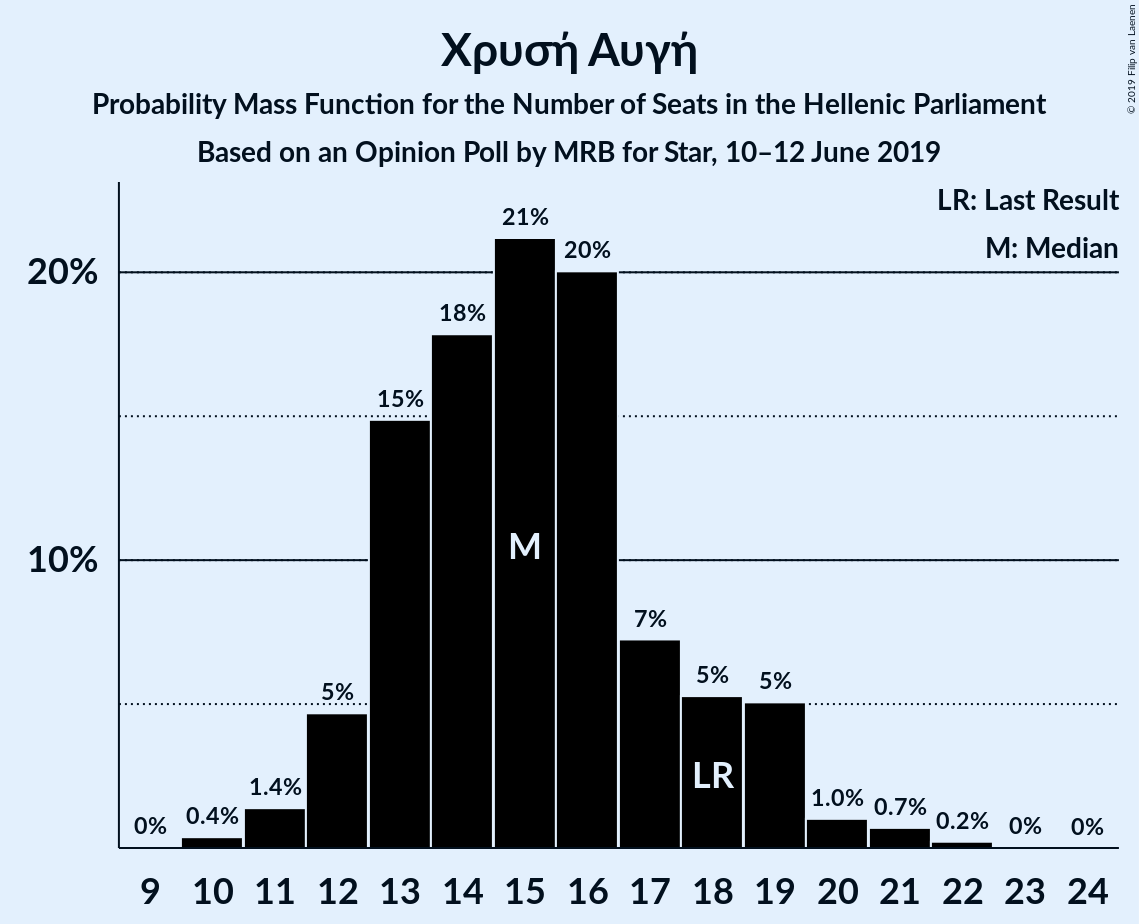 Χρυσή Αυγή
Probability Mass Function for the Number of Seats in the Hellenic Parliament
Based on an Opinion Poll by MRB for Star, 10–12 June 2019
© 2019 Filip van Laenen
LR: Last Result
M: Median
20%
10%
0%
0.4%
1.4%
5%
15%
18%
21%
20%
7%
5%
5%
1.0%
0.7%
0.2%
0%
0%
M
LR
9 10 11 12 13 14 15 16 17 18 19 20 21 22 23 24